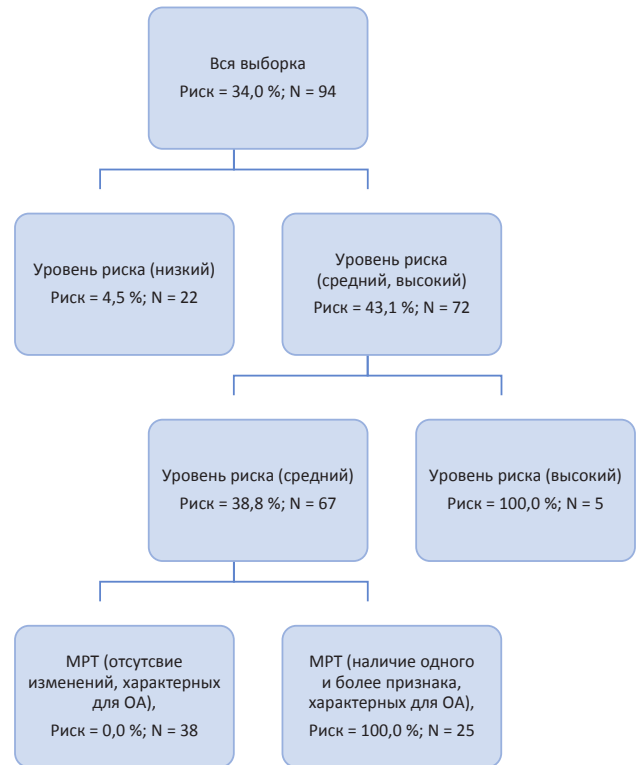 Вся выборка
Риск = 34,0 %; N = 94
Уровень риска (низкий)
Риск = 4,5 %; N = 22
Уровень риска
(средний, высокий)
Риск = 43,1 %; N = 72
Уровень риска (средний)
Риск = 38,8 %; N = 67
Уровень риска (высокий)
Риск = 100,0 %; N = 5
МРТ (отсутсвие
изменений, характерных
для ОА),
Риск = 0,0 %; N = 38
МРТ (наличие одного
и более признака,
характерных для ОА),
Риск = 100,0 %; N = 25